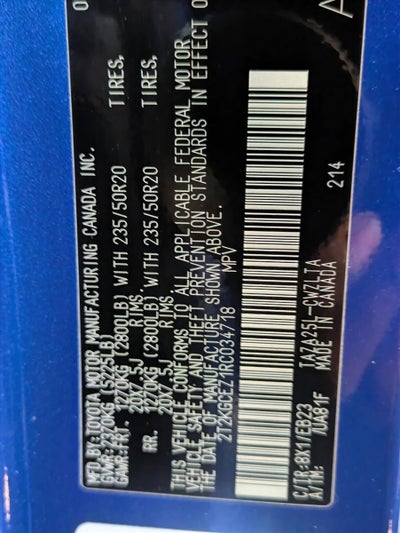 MFD.BY:TOYOTA MOTOR MANUFACTURING CANADA INC.
GVWR:2370KG (5225LB)
GAWR:FRT. 1270KG (2800LB) WITH 235/50R20 TIRES,
20X7.5J RIMS
RR. 1270KG (2800LB) WITH 235/50R20 TIRES,
20X7.5J RIMS
THIS VEHICLE CONFORMS TO ALL APPLICABLE FEDERAL MOTOR
VEHICLE SAFETY AND THEFT PREVENTION STANDARDS IN EFFECT O
THE DATE OF MANUFACTURE SHOWN ABOVE.
2T2KGCEZ7RC034718 MPV
C/TR:8X1/EB23 TAZA25L-CWZLTA
A/TM: /UA81F MADE IN CANADA
214